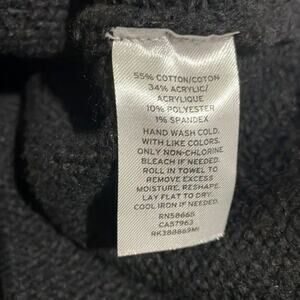 55% COTTON/COTON
34% ACRYLIC/
ACRYLIQUE
10% POLYESTER
1% SPANDEX
HAND WASH COLD.
WITH LIKE COLORS.
ONLY NON-CHLORINE
BLEACH IF NEEDED.
ROLL IN TOWEL TO
REMOVE EXCESS
MOISTURE. RESHAPE.
LAY FLAT TO DRY.
COOL IRON IF NEEDED.
RN58665
CA57963
RK388869MI